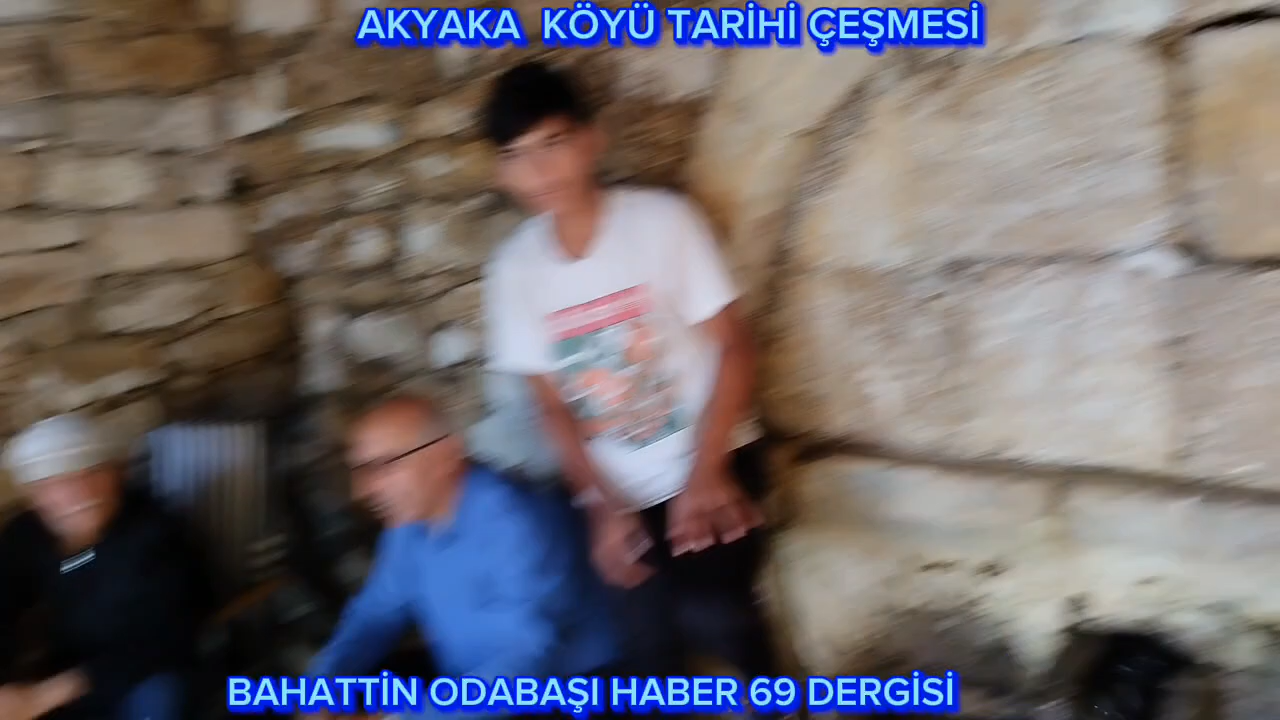 AKYAKA KÖYÜ TARİHİ ÇEŞMESİ
BAHATTİN ODABAŞI HABER 69 DERGİSİ